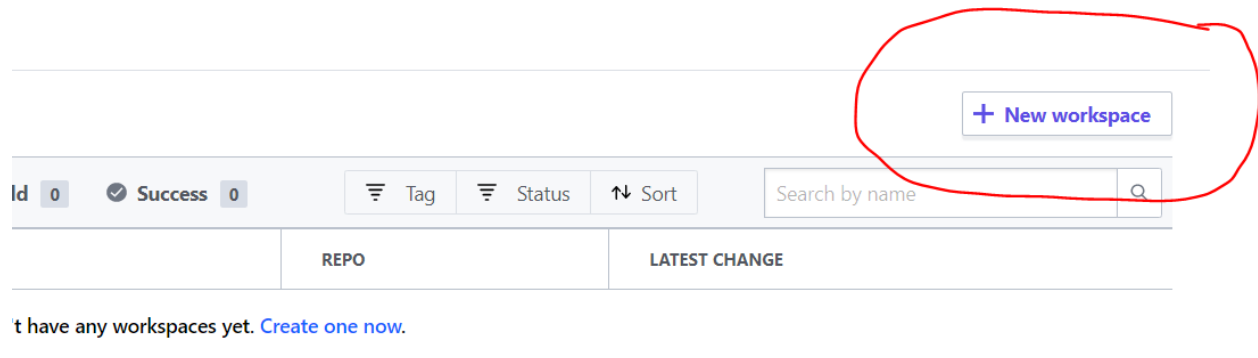 + New workspace
ld 0 Success 0 Tag Status Sort Search by name
REPO LATEST CHANGE
't have any workspaces yet. Create one now.